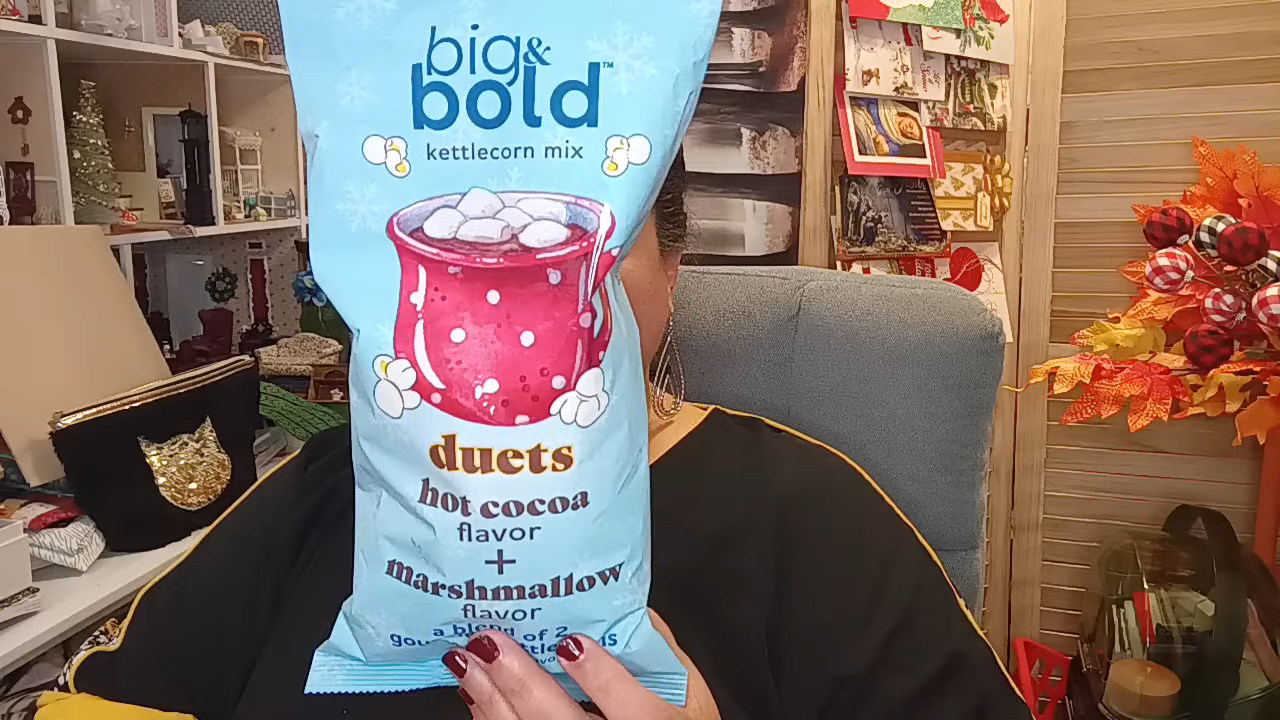 big&
bold™
kettlecorn mix
duets
hot cocoa
flavor
+
marshmallow
flavor
a blend of 2